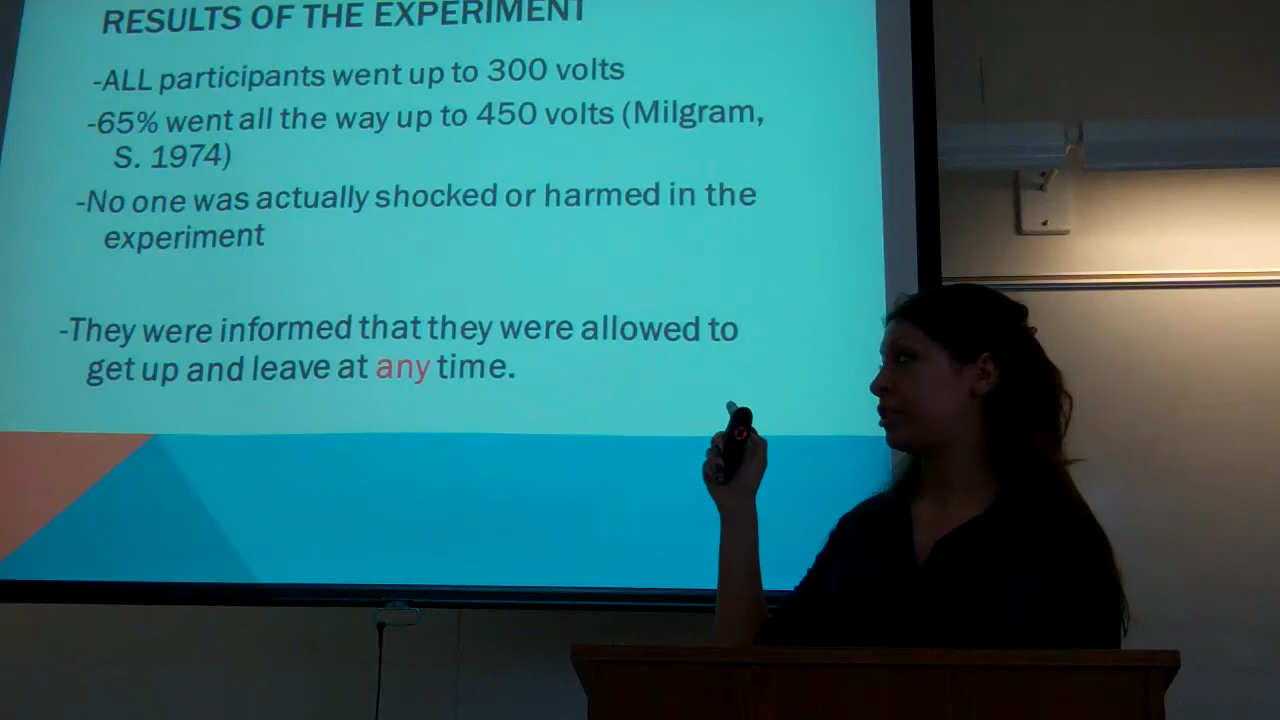 RESULTS OF THE EXPERIMENT
-ALL participants went up to 300 volts
-65% went all the way up to 450 volts (Milgram,
S. 1974)
-No one was actually shocked or harmed in the
experiment
-They were informed that they were allowed to
get up and leave at any time.